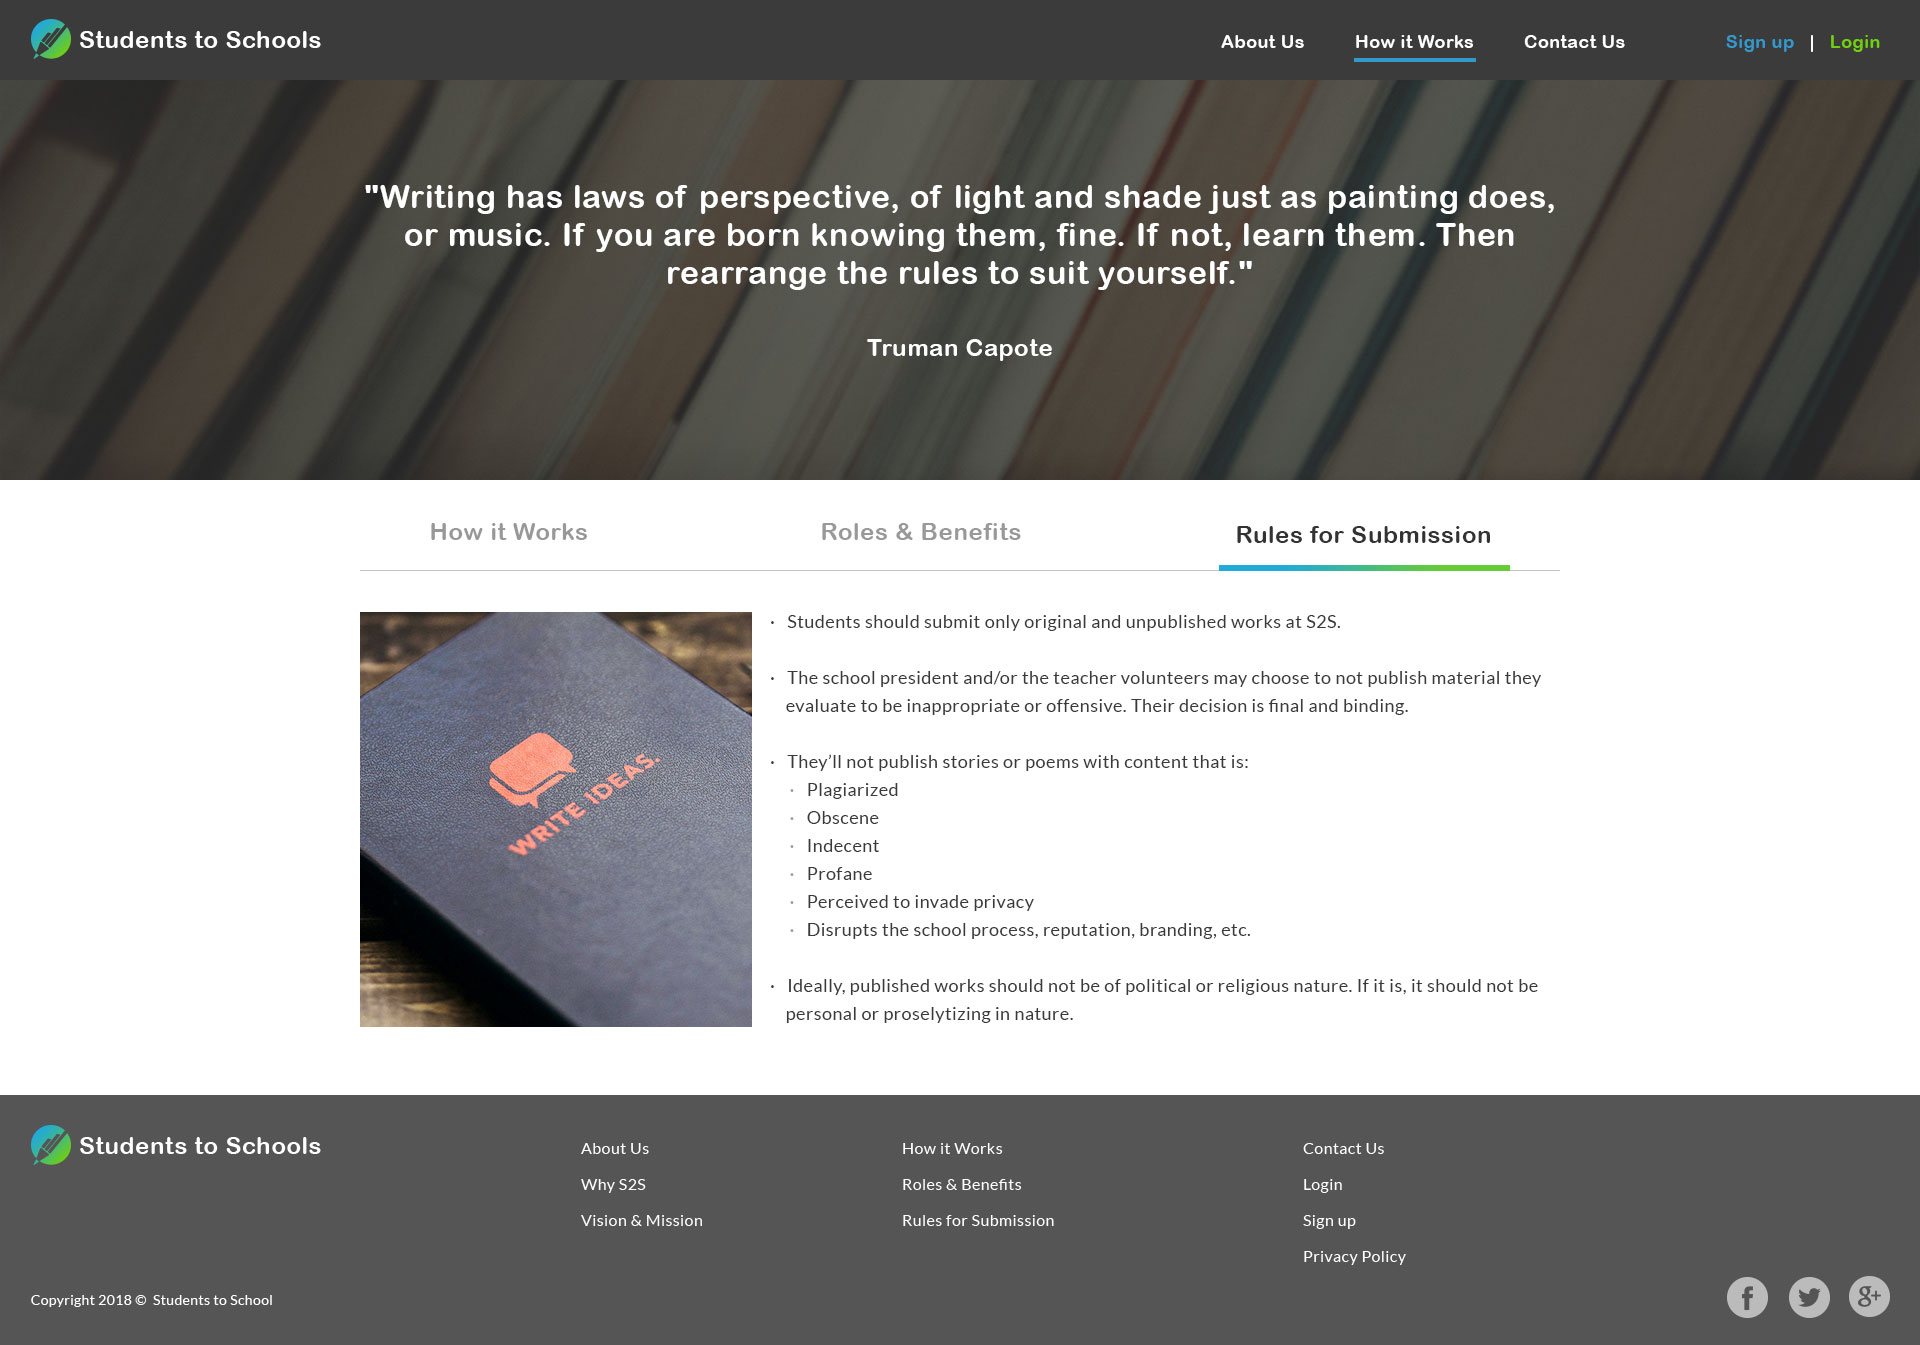 Students to Schools
About Us
How it Works
Contact Us
Sign up | Login
"Writing has laws of perspective, of light and shade just as painting does,
or music. If you are born knowing them, fine. If not, learn them. Then
rearrange the rules to suit yourself."
Truman Capote
How it Works
Roles & Benefits
Rules for Submission
WRITE IDEAS.
· Students should submit only original and unpublished works at S2S.
· The school president and/or the teacher volunteers may choose to not publish material they
evaluate to be inappropriate or offensive. Their decision is final and binding.
· They’ll not publish stories or poems with content that is:
· Plagiarized
· Obscene
· Indecent
· Profane
· Perceived to invade privacy
· Disrupts the school process, reputation, branding, etc.
· Ideally, published works should not be of political or religious nature. If it is, it should not be
personal or proselytizing in nature.
Students to Schools
About Us
Why S2S
Vision & Mission
How it Works
Roles & Benefits
Rules for Submission
Contact Us
Login
Sign up
Privacy Policy
Copyright 2018 © Students to School
f
g+